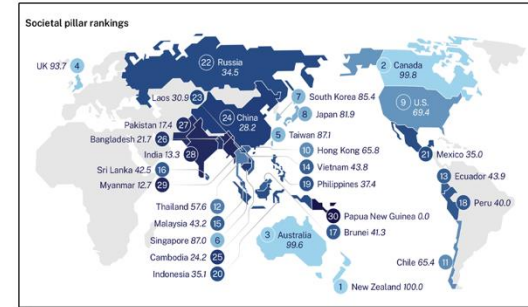 Societal pillar rankings
22 Russia
34.5
2 Canada
99.8
UK 93.7 4
Laos 30.9 23
7 South Korea 85.4
9 U.S.
69.4
8 Japan 81.9
24 China
28.2
Pakistan 17.4 27
5 Taiwan 87.1
Bangladesh 21.7 26
10 Hong Kong 65.8
21 Mexico 35.0
India 13.3 28
14 Vietnam 43.8
Sri Lanka 42.5 16
13 Ecuador 43.9
Myanmar 12.7 29
19 Philippines 37.4
18 Peru 40.0
Thailand 57.6 12
30 Papua New Guinea 0.0
Malaysia 43.2 15
17 Brunei 41.3
Singapore 87.0 6
3 Australia
99.6
Cambodia 24.2 25
Chile 65.4 11
Indonesia 35.1 20
1 New Zealand 100.0